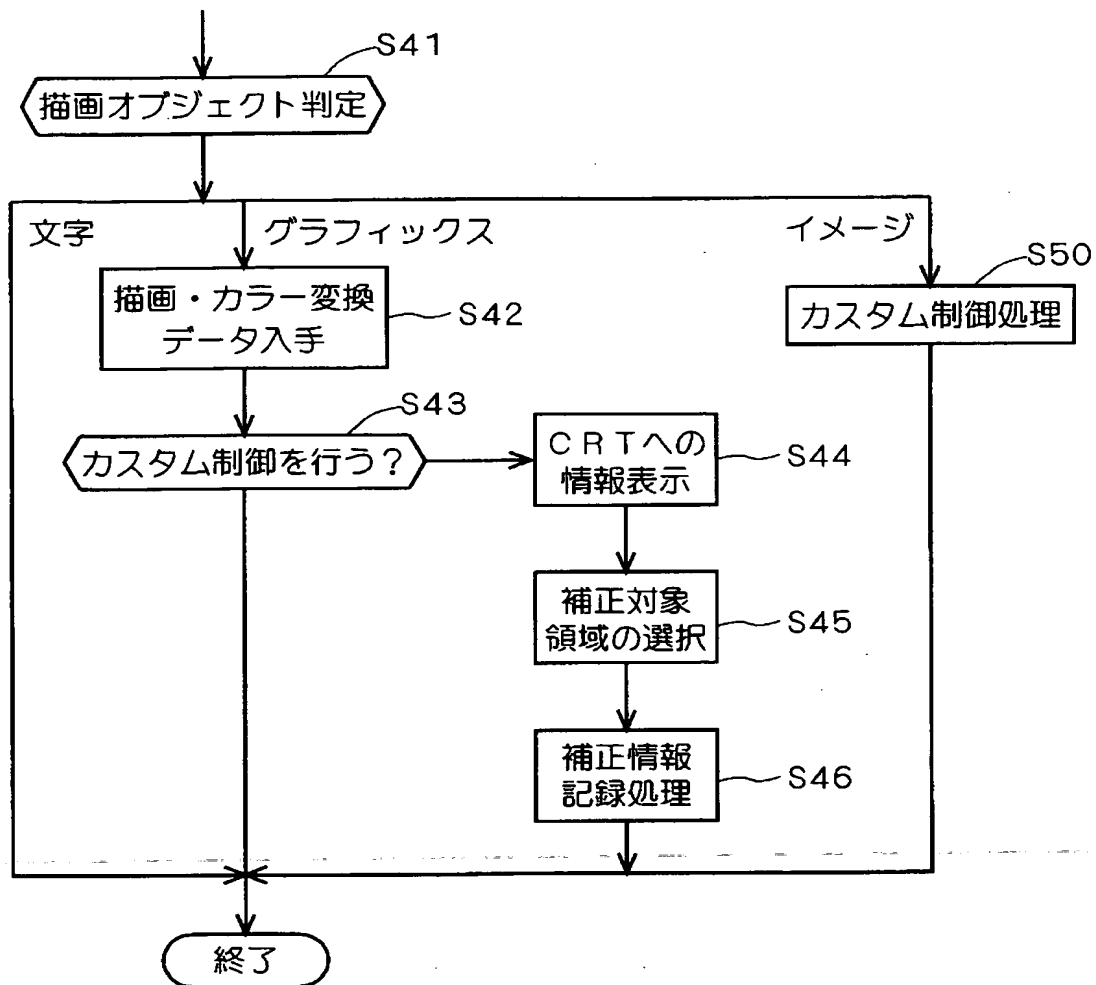 S41
描画オブジェクト判定
文字
グラフィックス
イメージ
S50
描画・カラー変換
データ入手
S42
カスタム制御処理
S43
カスタム制御を行う?
CRTへの
情報表示
S44
補正対象
領域の選択
S45
補正情報
記録処理
S46
終了